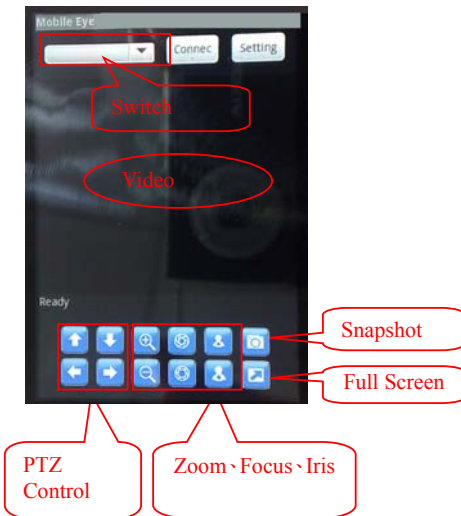 Mobile Eye
Connec
Setting
Switch
Video
Ready
Snapshot
Full Screen
PTZ
Control
Zoom、Focus、Iris